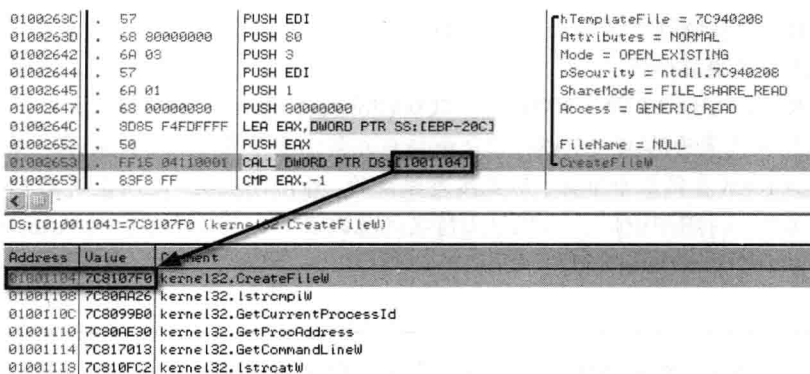 0100263C . 57 PUSH EDI hTemplateFile = 7C940208
0100263D . 68 80000000 PUSH 80 Attributes = NORMAL
01002642 . 6A 03 PUSH 3 Mode = OPEN_EXISTING
01002644 . 57 PUSH EDI pSecurity = ntdll.7C940208
01002645 . 6A 01 PUSH 1 ShareMode = FILE_SHARE_READ
01002647 . 68 00000080 PUSH 80000000 Access = GENERIC_READ
0100264C . 8D85 F4FDFFFF LEA EAX,DWORD PTR SS:[EBP-20C]
01002652 . 50 PUSH EAX FileName = NULL
01002653 . FF15 04110001 CALL DWORD PTR DS:[1001104] CreateFileW
01002659 . 83F8 FF CMP EAX,-1
DS:[01001104]=7C8107F0 (kernel32.CreateFileW)
Address Value Comment
01001104 7C8107F0 kernel32.CreateFileW
01001108 7C80AA26 kernel32.lstrcmpiW
0100110C 7C8099B0 kernel32.GetCurrentProcessId
01001110 7C80AE30 kernel32.GetProcAddress
01001114 7C817013 kernel32.GetCommandLineW
01001118 7C810FC2 kernel32.lstrcatW